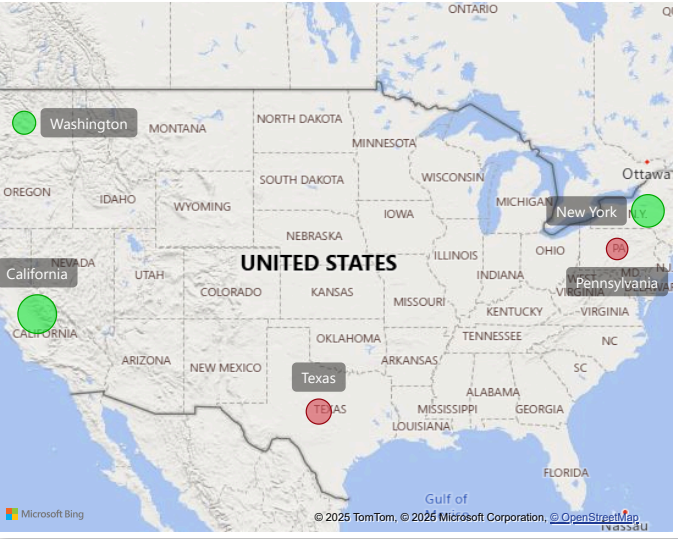 ONTARIO
Washington
MONTANA
NORTH DAKOTA
MINNESOTA
Ottawa
OREGON
IDAHO
WYOMING
SOUTH DAKOTA
WISCONSIN
MICHIGAN
New York
N.Y.
IOWA
NEBRASKA
California
NEVADA
UTAH
COLORADO
UNITED STATES
KANSAS
ILLINOIS
INDIANA
OHIO
PA
MD
NJ
Pennsylvania
WEST
VIRGINIA
MISSOURI
KENTUCKY
VIRGINIA
CALIFORNIA
OKLAHOMA
TENNESSEE
NC
ARIZONA
NEW MEXICO
ARKANSAS
SC
Texas
TEXAS
ALABAMA
MISSISSIPPI
GEORGIA
LOUISIANA
FLORIDA
Gulf of
Microsoft Bing
© 2025 TomTom, © 2025 Microsoft Corporation, © OpenStreetMap
Nassau